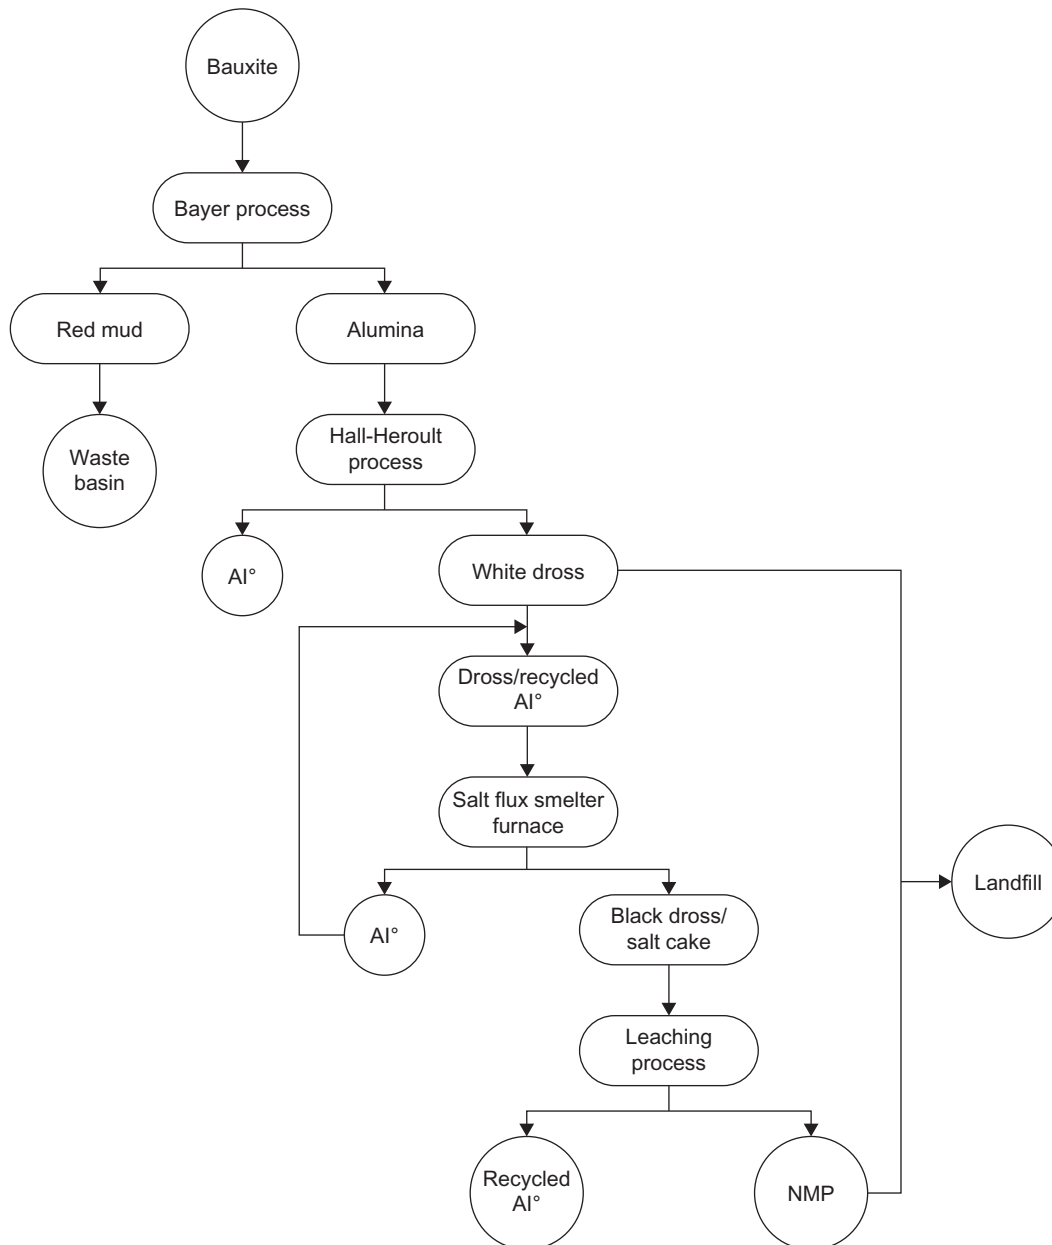 Bauxite
Bayer process
Red mud
Alumina
Waste
basin
Hall-Heroult
process
Al°
White dross
Dross/recycled
Al°
Salt flux smelter
furnace
Al°
Black dross/
salt cake
Landfill
Leaching
process
Recycled
Al°
NMP